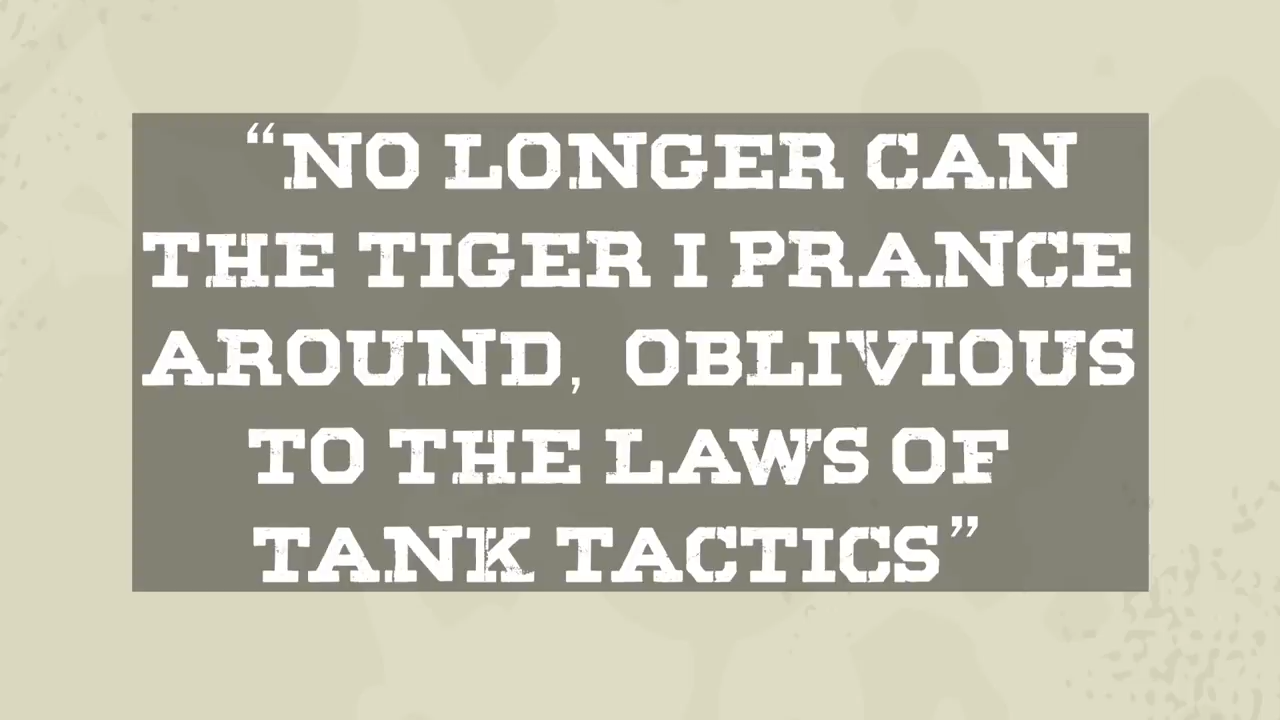 “NO LONGER CAN
THE TIGER I PRANCE
AROUND, OBLIVIOUS
TO THE LAWS OF
TANK TACTICS”